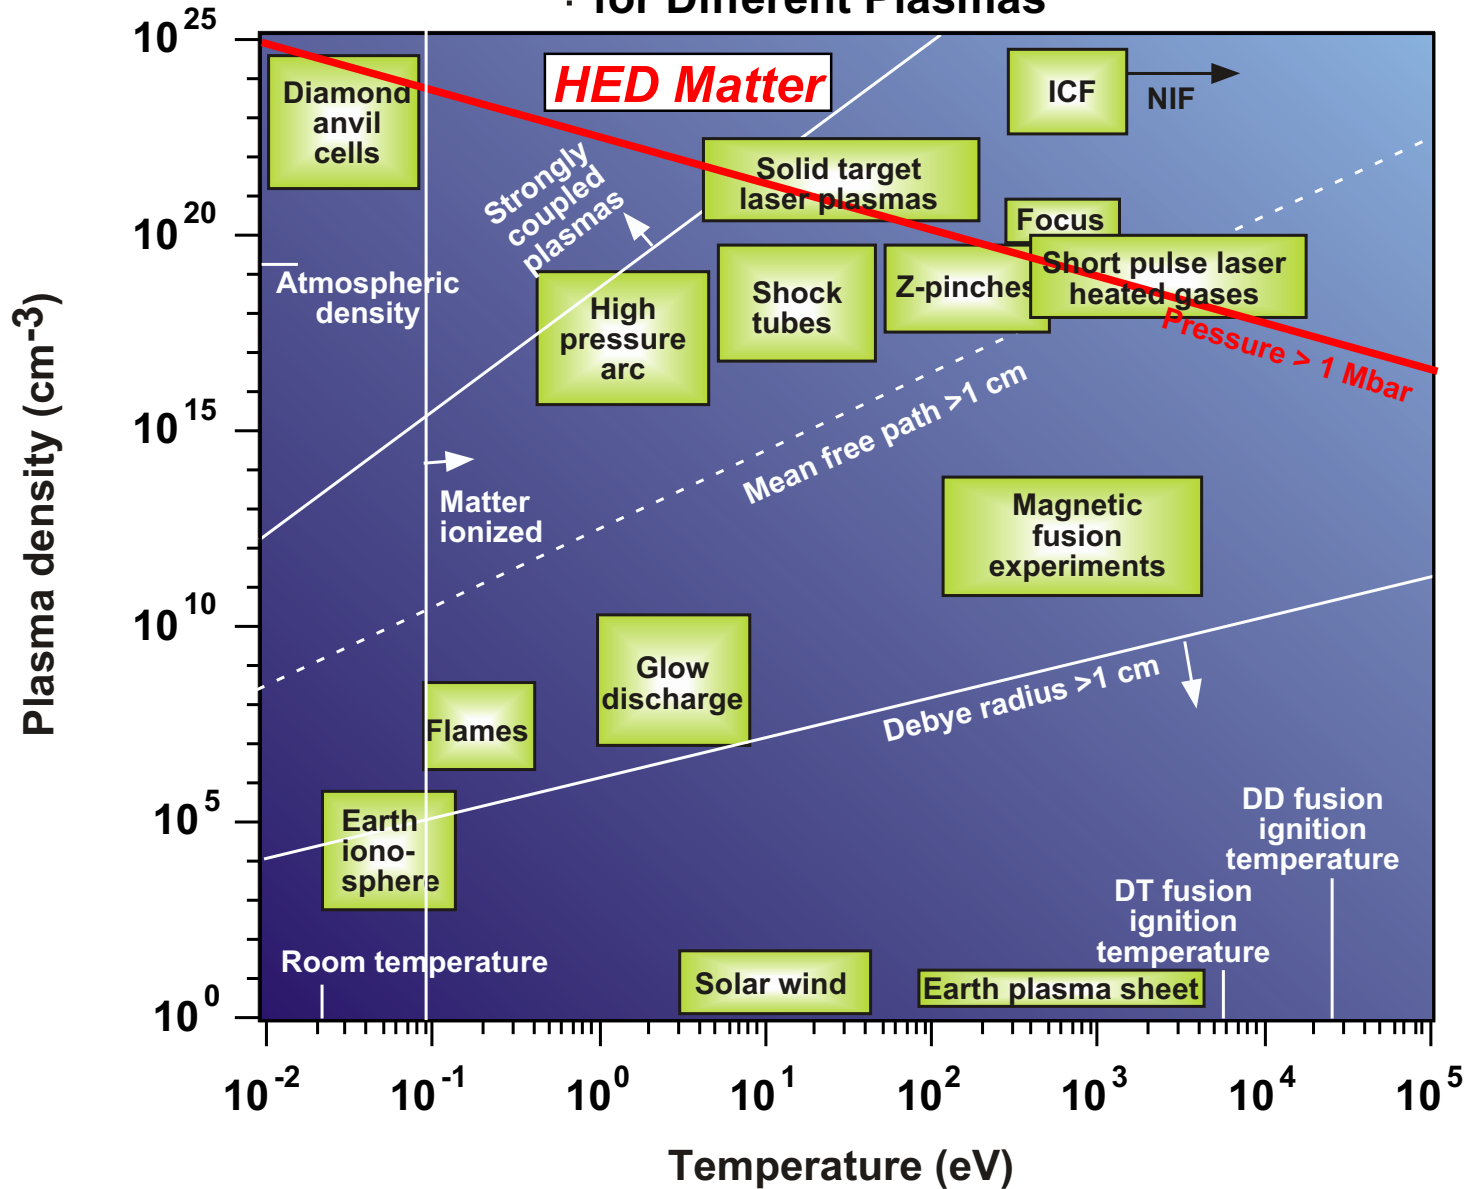 for Different Plasmas
10^25
10^20
10^15
10^10
10^5
10^0
Plasma density (cm^-3)
HED Matter
Diamond
anvil
cells
ICF
NIF
Strongly
coupled
plasmas
Solid target
laser plasmas
Focus
Atmospheric
density
High
pressure
arc
Shock
tubes
Z-pinches
Short pulse laser
heated gases
Pressure > 1 Mbar
Mean free path >1 cm
Matter
ionized
Magnetic
fusion
experiments
Glow
discharge
Flames
Debye radius >1 cm
Earth
iono-
sphere
DD fusion
ignition
temperature
DT fusion
ignition
temperature
Room temperature
Solar wind
Earth plasma sheet
10^-2 10^-1 10^0 10^1 10^2 10^3 10^4 10^5
Temperature (eV)